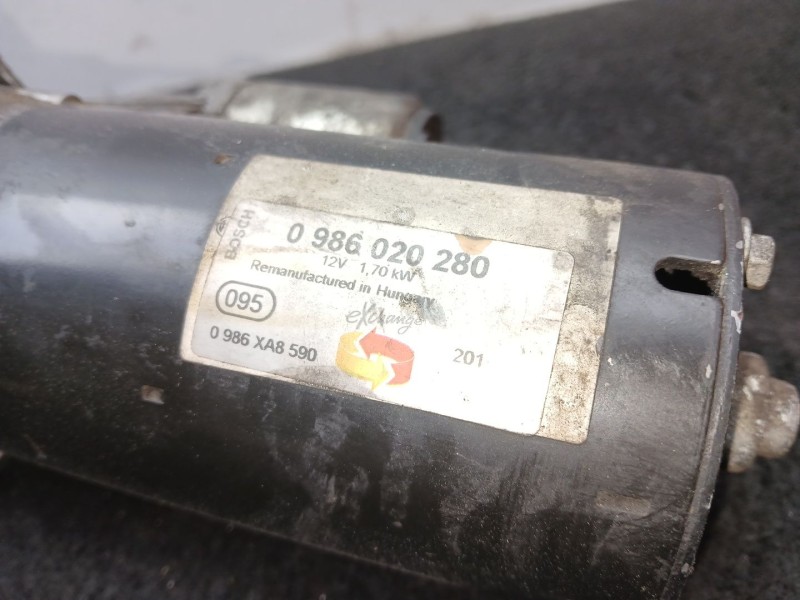 BOSCH
0 986 020 280
12V 1,70 kW
Remanufactured in Hungary
095
eXchange
0 986 XA8 590
201